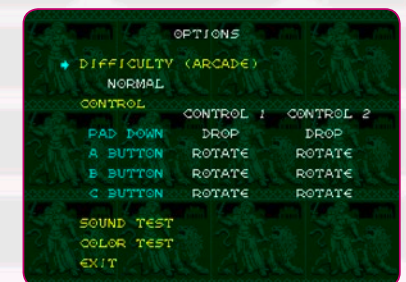 OPTIONS
DIFFICULTY (ARCADE)
NORMAL
CONTROL
CONTROL 1 CONTROL 2
PAD DOWN DROP DROP
A BUTTON ROTATE ROTATE
B BUTTON ROTATE ROTATE
C BUTTON ROTATE ROTATE
SOUND TEST
COLOR TEST
EXIT